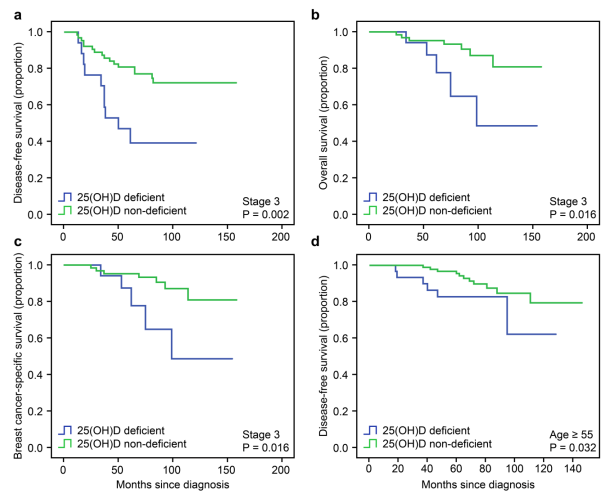 a
Disease-free survival (proportion)
1.0
0.8
0.6
0.4
0.2
0.0
25(OH)D deficient
25(OH)D non-deficient
Stage 3
P = 0.002
0 50 100 150 200
b
Overall survival (proportion)
1.0
0.8
0.6
0.4
0.2
0.0
25(OH)D deficient
25(OH)D non-deficient
Stage 3
P = 0.016
0 50 100 150 200
c
Breast cancer-specific survival (proportion)
1.0
0.8
0.6
0.4
0.2
0.0
25(OH)D deficient
25(OH)D non-deficient
Stage 3
P = 0.016
0 50 100 150 200
Months since diagnosis
d
Disease-free survival (proportion)
1.0
0.8
0.6
0.4
0.2
0.0
25(OH)D deficient
25(OH)D non-deficient
Age ≥ 55
P = 0.032
0 20 40 60 80 100 120 140
Months since diagnosis